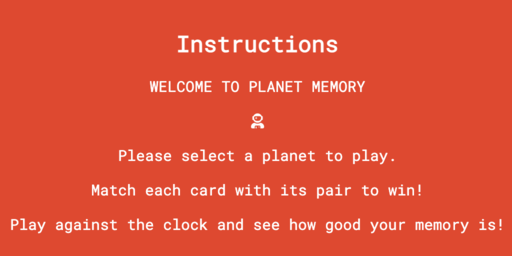 Instructions
WELCOME TO PLANET MEMORY
Please select a planet to play.
Match each card with its pair to win!
Play against the clock and see how good your memory is!